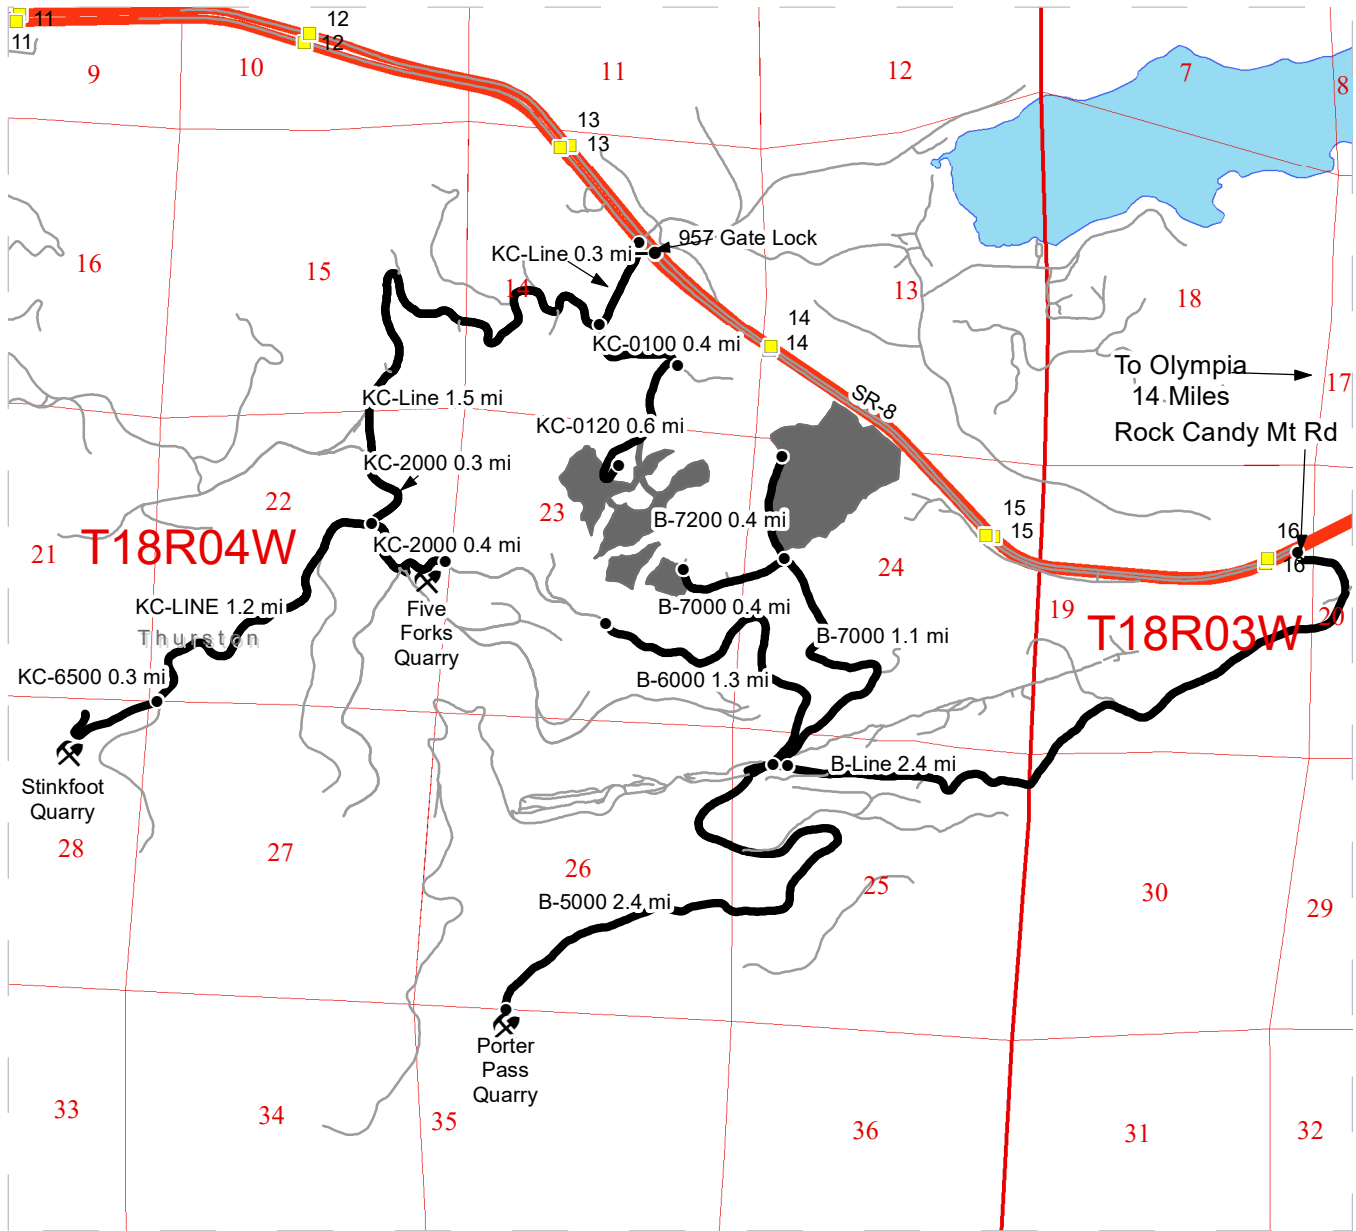 11
11
12
12
9
10
11
12
7
8
13
13
957 Gate Lock
KC-Line 0.3 mi
16
15
14
13
18
14
14
KC-0100 0.4 mi
To Olympia
14 Miles
17
SR-8
KC-Line 1.5 mi
KC-0120 0.6 mi
Rock Candy Mt Rd
KC-2000 0.3 mi
22
23
B-7200 0.4 mi
15
15
16
16
21
T18R04W
KC-2000 0.4 mi
24
19
T18R03W
20
KC-LINE 1.2 mi
Thurston
Five
Forks
Quarry
B-7000 0.4 mi
B-7000 1.1 mi
KC-6500 0.3 mi
B-6000 1.3 mi
B-Line 2.4 mi
Stinkfoot
Quarry
28
27
26
25
30
29
B-5000 2.4 mi
Porter
Pass
Quarry
33
34
35
36
31
32